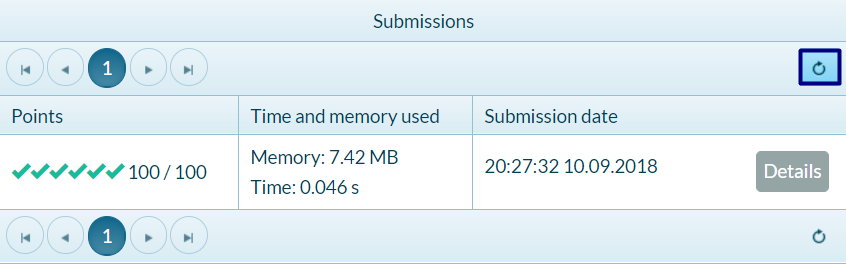 Submissions
1
Points Time and memory used Submission date
100 / 100 Memory: 7.42 MB 20:27:32 10.09.2018 Details
Time: 0.046 s
1